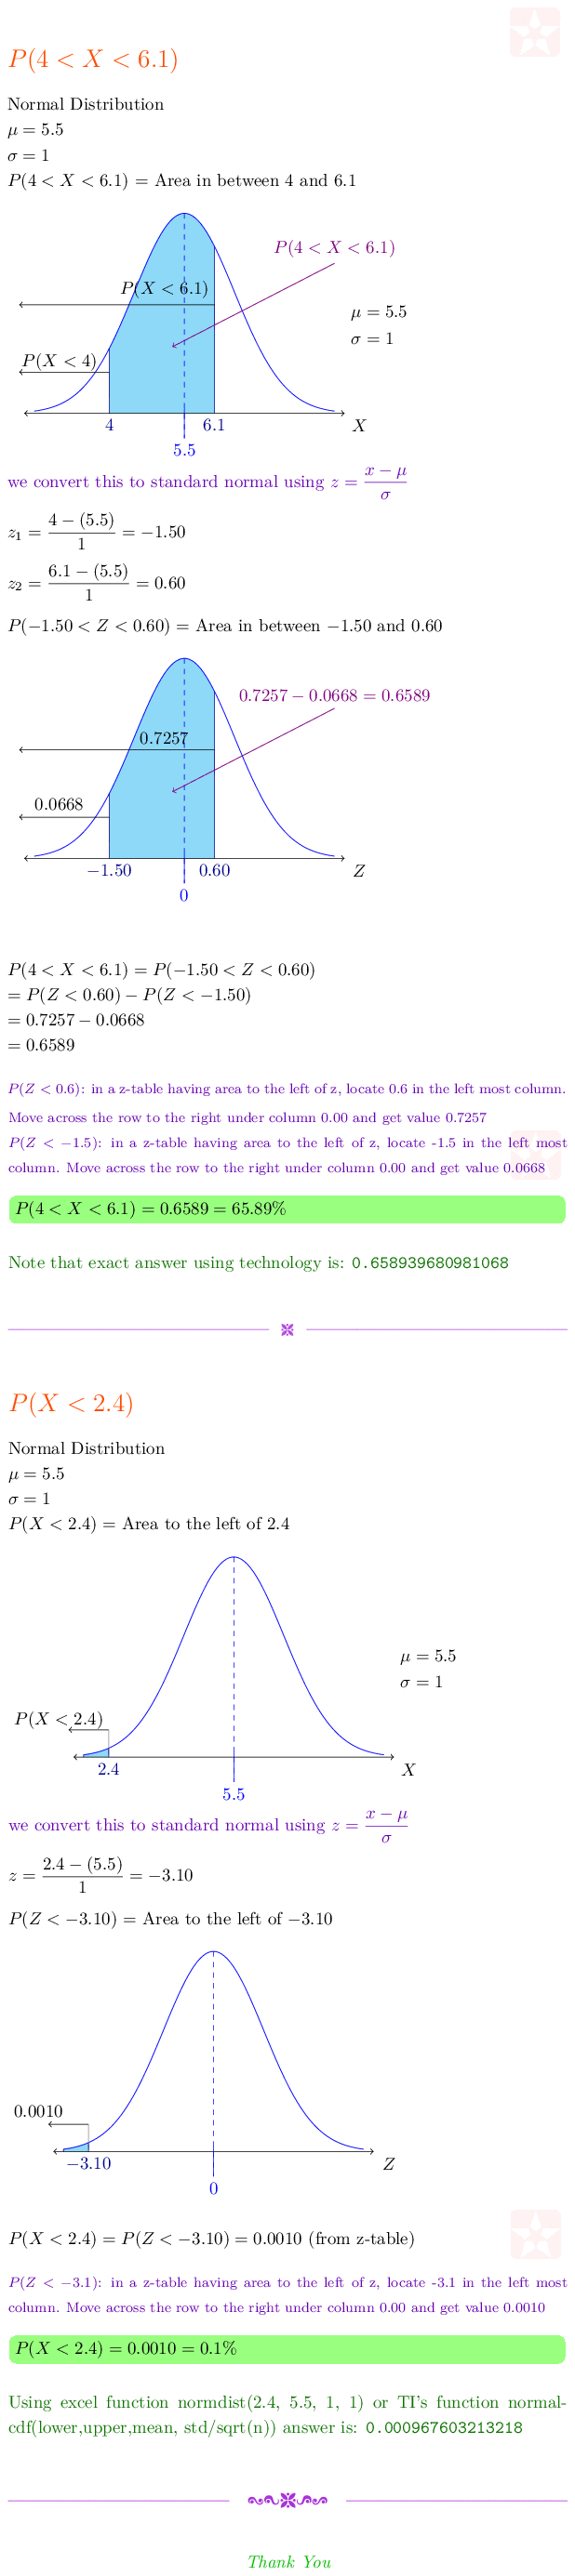 P(4 < X < 6.1)
Normal Distribution
μ = 5.5
σ = 1
P(4 < X < 6.1) = Area in between 4 and 6.1
P(4 < X < 6.1)
P(X < 6.1)
μ = 5.5
σ = 1
P(X < 4)
4
6.1
X
5.5
we convert this to standard normal using z = \frac{x − μ}{σ}
z₁ = \frac{4 − (5.5)}{1} = −1.50
z₂ = \frac{6.1 − (5.5)}{1} = 0.60
P(−1.50 < Z < 0.60) = Area in between −1.50 and 0.60
0.7257 − 0.0668 = 0.6589
0.7257
0.0668
−1.50
0.60
Z
0
P(4 < X < 6.1) = P(−1.50 < Z < 0.60)
= P(Z < 0.60) − P(Z < −1.50)
= 0.7257 − 0.0668
= 0.6589
P(Z < 0.6): in a z-table having area to the left of z, locate 0.6 in the left most column.
Move across the row to the right under column 0.00 and get value 0.7257
P(Z < −1.5): in a z-table having area to the left of z, locate -1.5 in the left most
column. Move across the row to the right under column 0.00 and get value 0.0668
P(4 < X < 6.1) = 0.6589 = 65.89%
Note that exact answer using technology is: 0.658939680981068
P(X < 2.4)
Normal Distribution
μ = 5.5
σ = 1
P(X < 2.4) = Area to the left of 2.4
μ = 5.5
σ = 1
P(X < 2.4)
2.4
X
5.5
we convert this to standard normal using z = \frac{x − μ}{σ}
z = \frac{2.4 − (5.5)}{1} = −3.10
P(Z < −3.10) = Area to the left of −3.10
0.0010
−3.10
Z
0
P(X < 2.4) = P(Z < −3.10) = 0.0010 (from z-table)
P(Z < −3.1): in a z-table having area to the left of z, locate -3.1 in the left most
column. Move across the row to the right under column 0.00 and get value 0.0010
P(X < 2.4) = 0.0010 = 0.1%
Using excel function normdist(2.4, 5.5, 1, 1) or TI's function normal-
cdf(lower,upper,mean, std/sqrt(n)) answer is: 0.000967603213218
Thank You